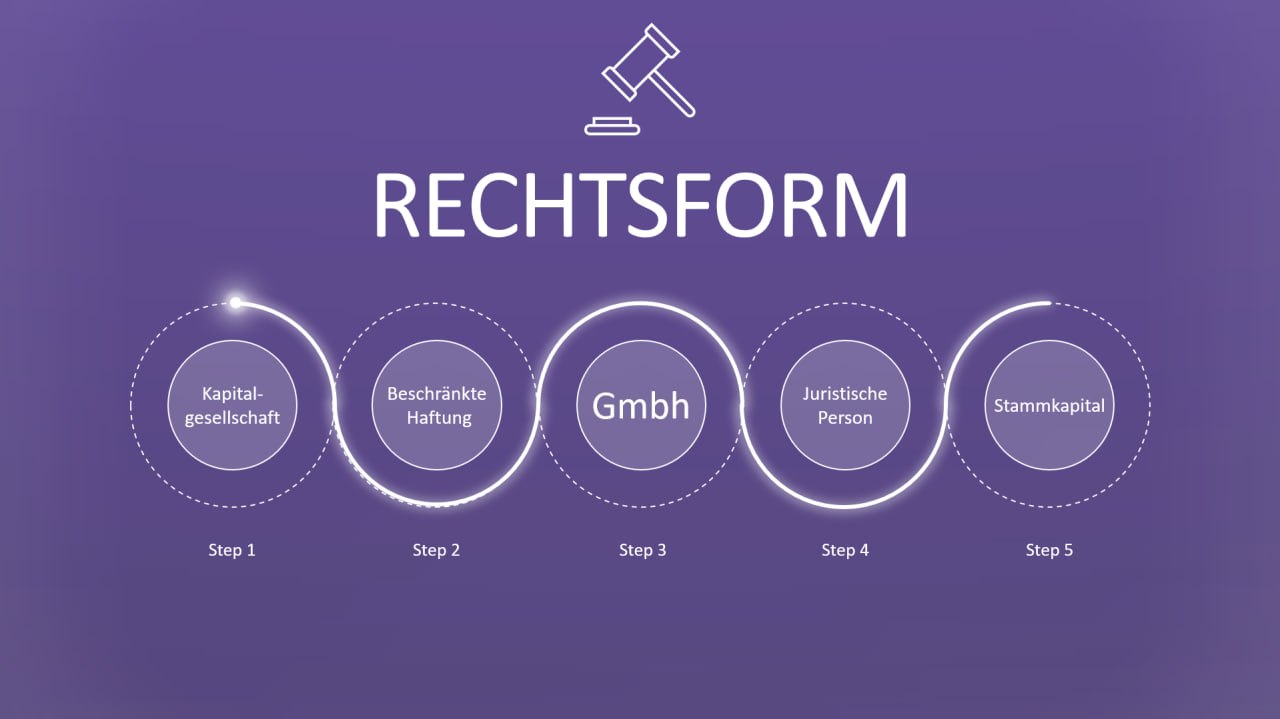 RECHTSFORM
Kapital-
gesellschaft
Beschränkte
Haftung
Gmbh
Juristische
Person
Stammkapital
Step 1
Step 2
Step 3
Step 4
Step 5